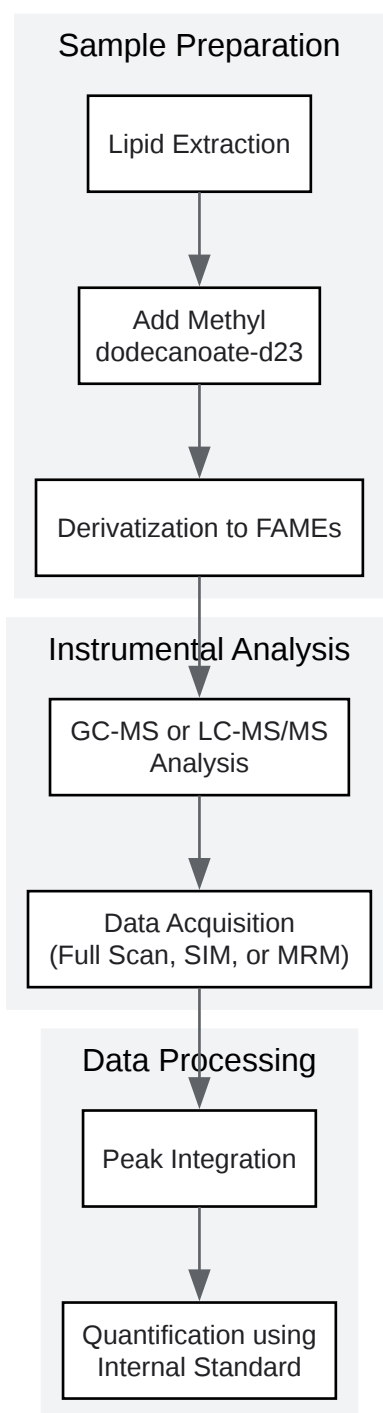 Sample Preparation
Lipid Extraction
Add Methyl
dodecanoate-d23
Derivatization to FAMEs
Instrumental Analysis
GC-MS or LC-MS/MS
Analysis
Data Acquisition
(Full Scan, SIM, or MRM)
Data Processing
Peak Integration
Quantification using
Internal Standard